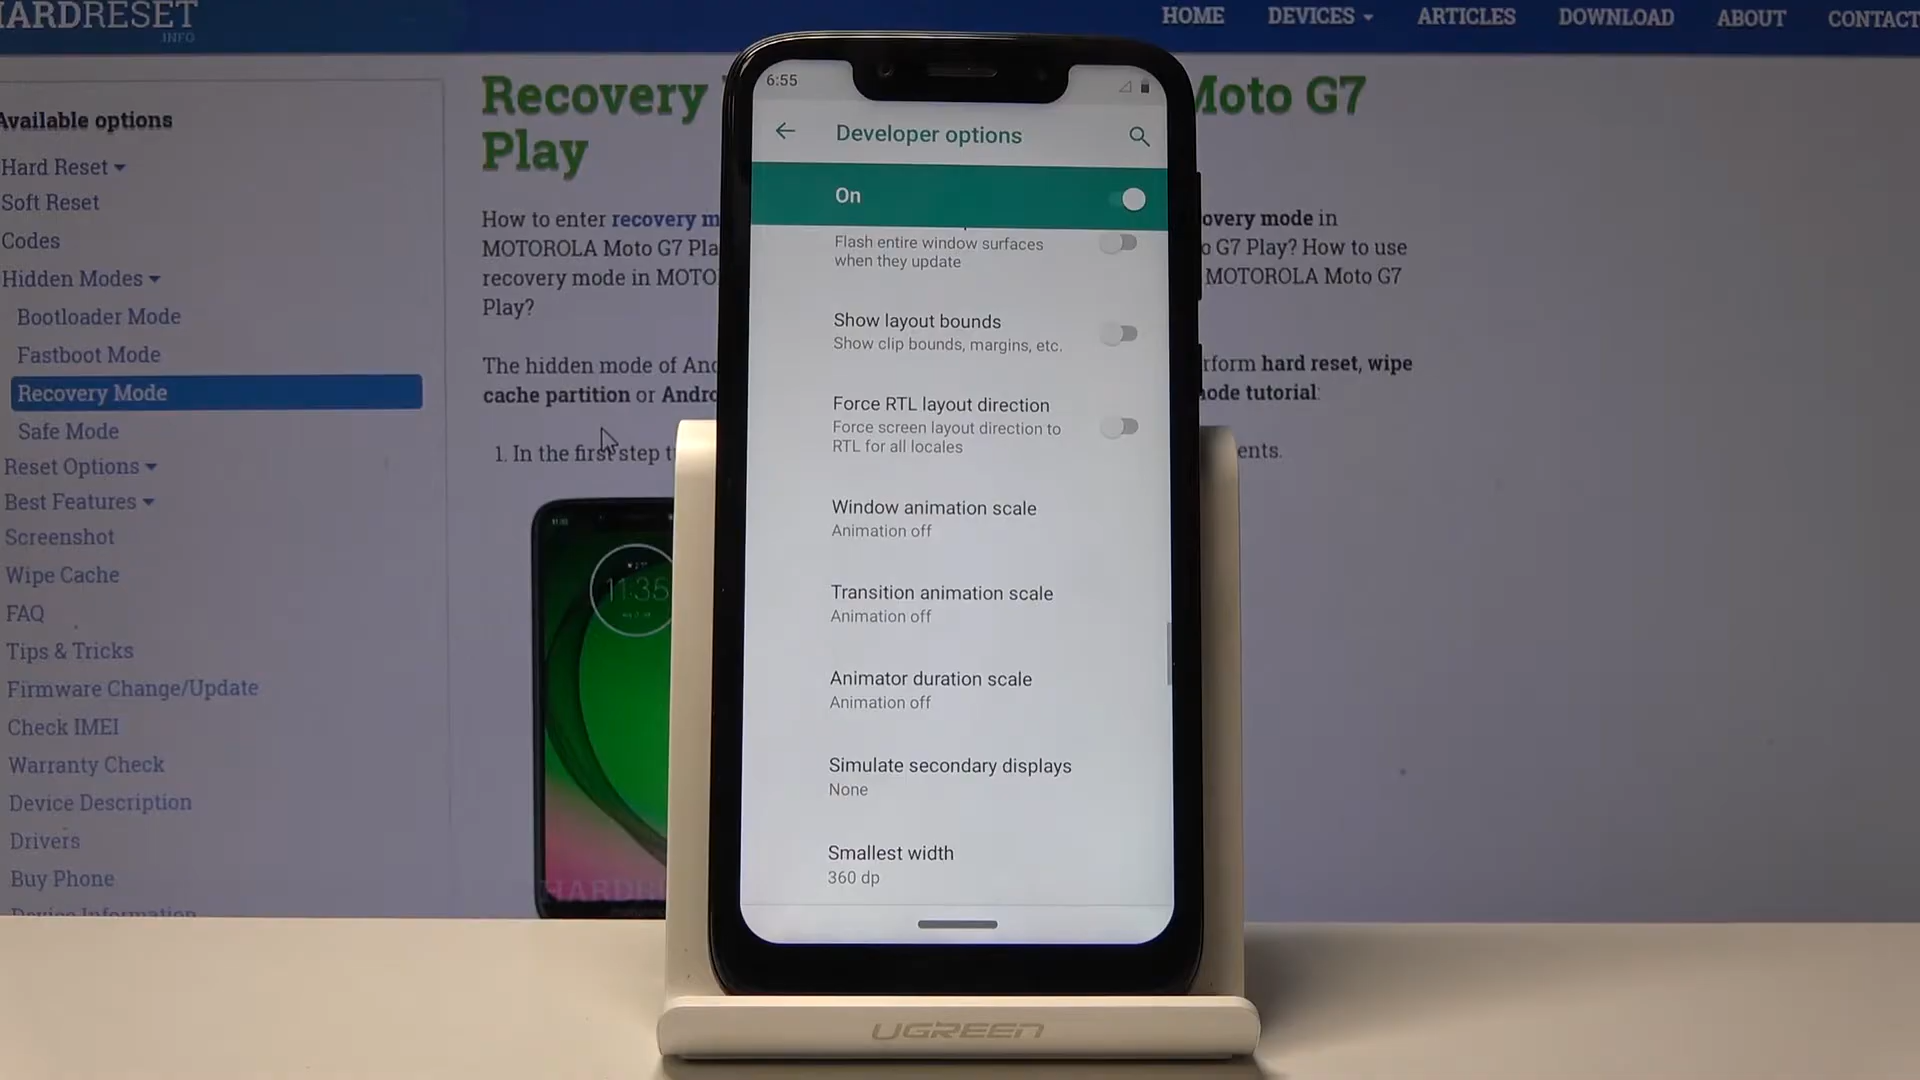 HARDRESET
INFO
HOME DEVICES ARTICLES DOWNLOAD ABOUT CONTACT
Available options
Hard Reset
Soft Reset
Codes
Hidden Modes
Bootloader Mode
Fastboot Mode
Recovery Mode
Safe Mode
Reset Options
Best Features
Screenshot
Wipe Cache
FAQ
Tips & Tricks
Firmware Change/Update
Check IMEI
Warranty Check
Device Description
Drivers
Buy Phone
Device Information
Recovery Moto G7
Play
How to enter recovery m overy mode in
MOTOROLA Moto G7 Pla o G7 Play? How to use
recovery mode in MOTO MOTOROLA Moto G7
Play?
The hidden mode of And rform hard reset, wipe
cache partition or Andro mode tutorial:
1. In the first step t ents.
11:35
HARDRE
6:55
Developer options
On
Flash entire window surfaces
when they update
Show layout bounds
Show clip bounds, margins, etc.
Force RTL layout direction
Force screen layout direction to
RTL for all locales
Window animation scale
Animation off
Transition animation scale
Animation off
Animator duration scale
Animation off
Simulate secondary displays
None
Smallest width
360 dp
UGREEN